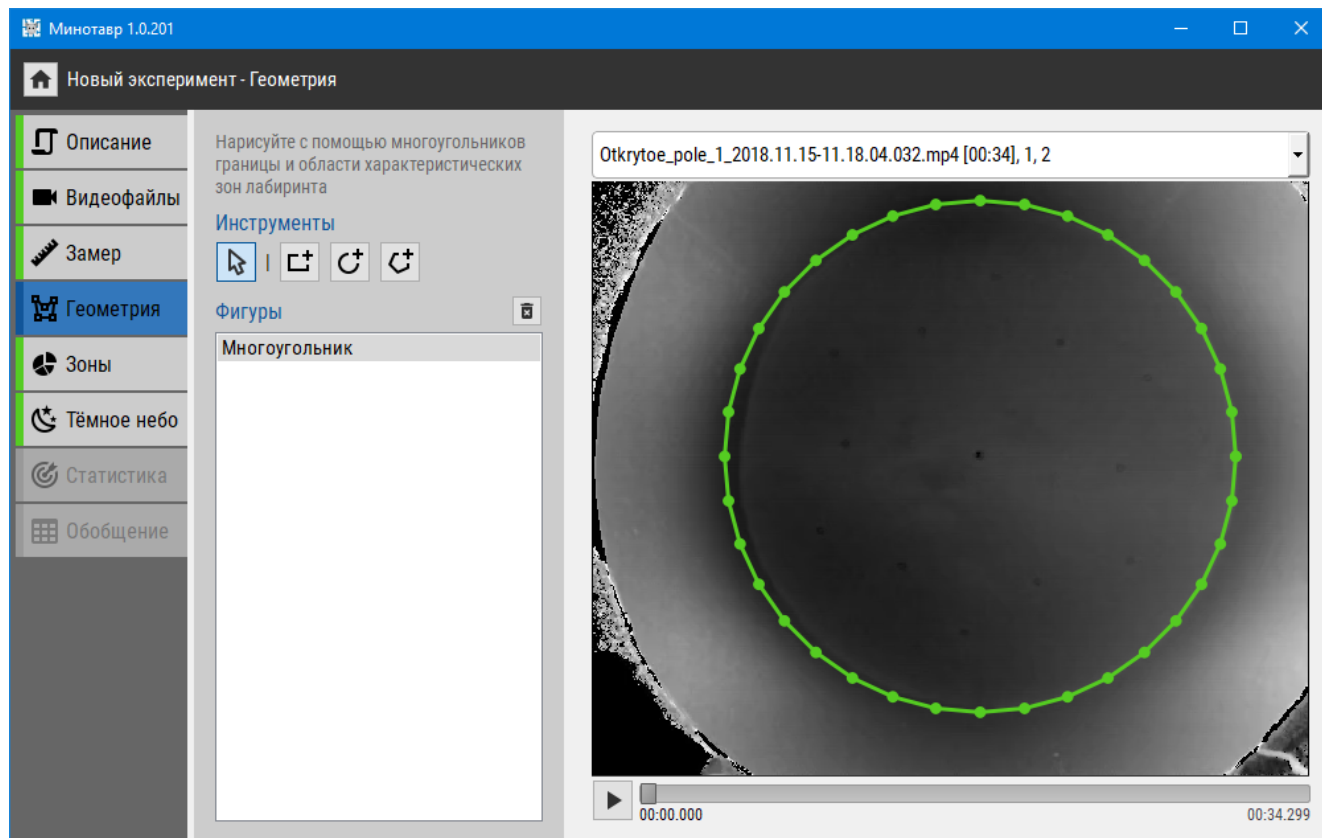 Минотавр 1.0.201
Новый эксперимент - Геометрия
Описание
Видеофайлы
Замер
Геометрия
Зоны
Тёмное небо
Статистика
Обобщение
Нарисуйте с помощью многоугольников
границы и области характеристических
зон лабиринта
Инструменты
Фигуры
Многоугольник
Otkrytoe_pole_1_2018.11.15-11.18.04.032.mp4 [00:34], 1, 2
00:00.000
00:34.299